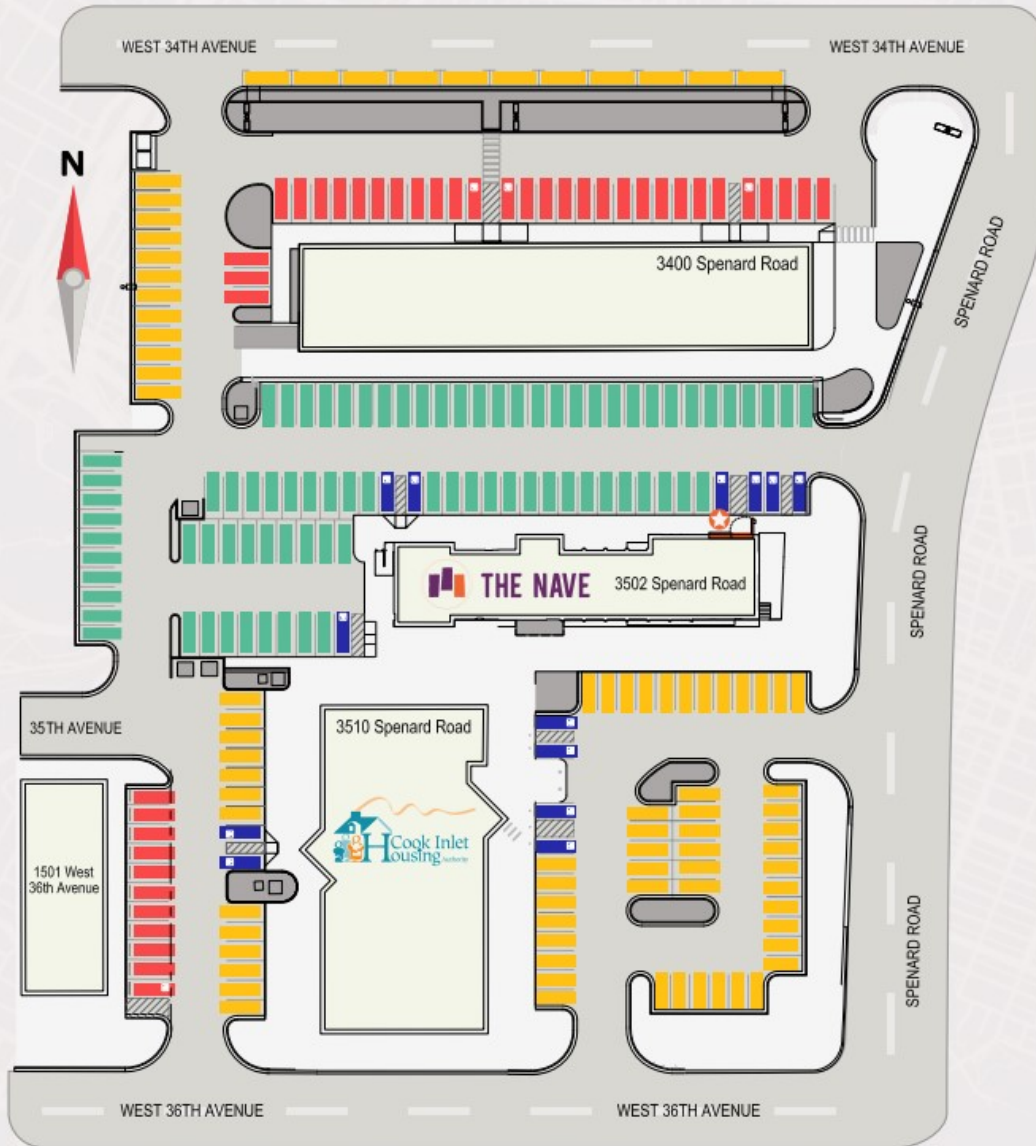 WEST 34TH AVENUE
WEST 34TH AVENUE
N
3400 Spenard Road
SPENARD ROAD
THE NAVE
3502 Spenard Road
SPENARD ROAD
35TH AVENUE
3510 Spenard Road
Cook Inlet
Housing
Authority
1501 West
36th Avenue
SPENARD ROAD
WEST 36TH AVENUE
WEST 36TH AVENUE